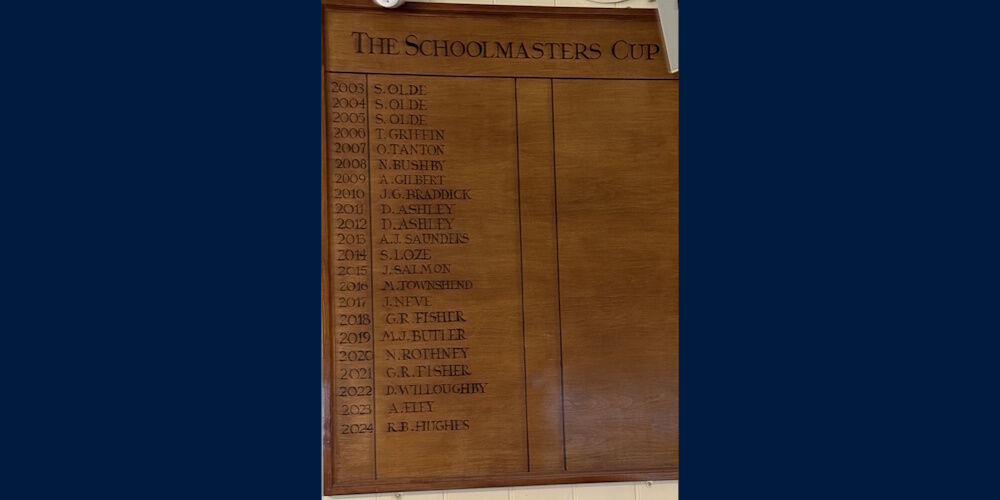 THE SCHOOLMASTERS CUP
2003 S. OLDE
2004 S. OLDE
2005 S. OLDE
2006 T. GRIFFIN
2007 O. TANTON
2008 N. BUSHBY
2009 A. GILBERT
2010 J. G. BRADDICK
2011 D. ASHLEY
2012 D. ASHLEY
2013 A. J. SAUNDERS
2014 S. LOZE
2015 J. SALMON
2016 M. TOWNSHEND
2017 J. NEVE
2018 G. R. FISHER
2019 M. J. BUTLER
2020 N. ROTHNEY
2021 G. R. FISHER
2022 D. WILLOUGHBY
2023 A. ELEY
2024 R. B. HUGHES